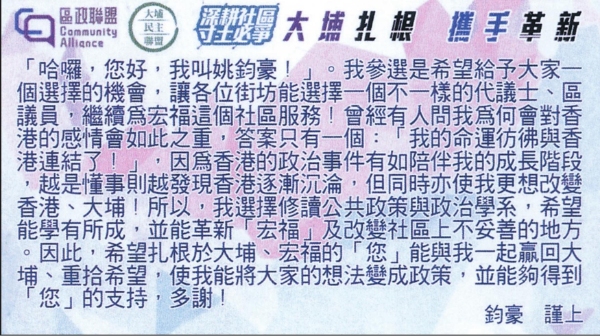 區政聯盟
Community
Alliance
大埔
民主
聯盟
深耕社區
寸土必爭
大埔扎根 攜手革新
「哈囉，您好，我叫姚鈞豪！」。我參選是希望給予大家一
個選擇的機會，讓各位街坊能選擇一個不一樣的代議士、區
議員，繼續為宏福這個社區服務！曾經有人問我為何會對香
港的感情會如此之重，答案只有一個：「我的命運彷彿與香
港連結了！」，因為香港的政治事件有如陪伴我的成長階段
，越是懂事則越發現香港逐漸沉淪，但同時亦使我更想改變
香港、大埔！所以，我選擇修讀公共政策與政治學系，希望
能學有所成，並能革新「宏福」及改變社區上不妥善的地方
。因此，希望扎根於大埔—宏福的「您」能與我一起贏回大
埔、重拾希望，使我能將大家的想法變成政策，並能夠得到
「您」的支持，多謝！
鈞豪 謹上